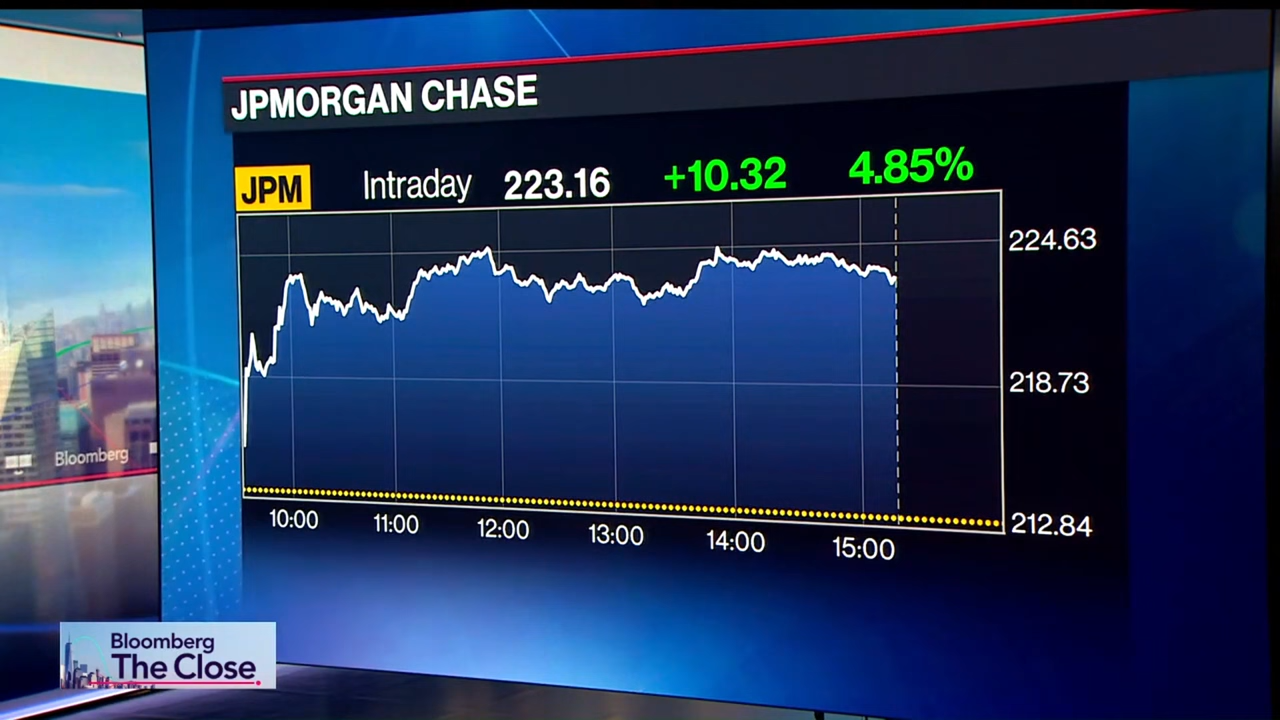 JPMORGAN CHASE
JPM Intraday 223.16 +10.32 4.85%
224.63
218.73
212.84
10:00 11:00 12:00 13:00 14:00 15:00
Bloomberg
Bloomberg
The Close